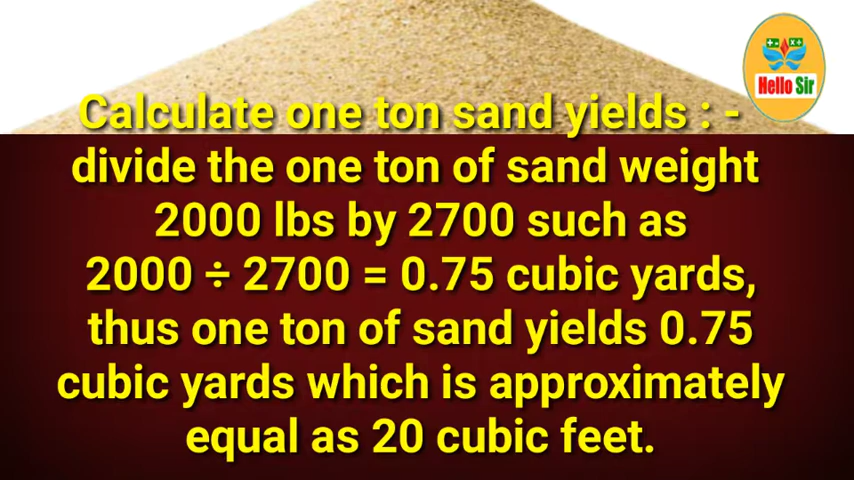 Hello Sir
Calculate one ton sand yields : -
divide the one ton of sand weight
2000 lbs by 2700 such as
2000 ÷ 2700 = 0.75 cubic yards,
thus one ton of sand yields 0.75
cubic yards which is approximately
equal as 20 cubic feet.